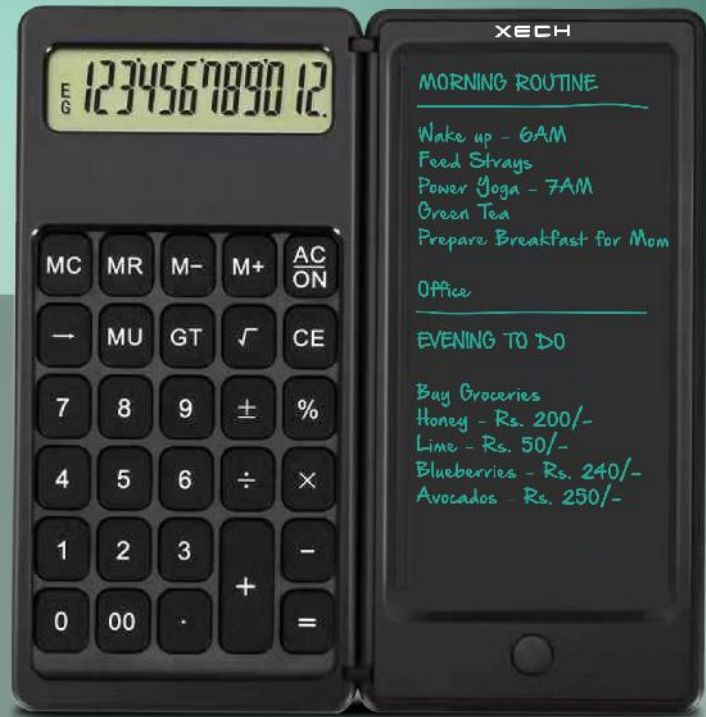 E
G
123456789012.
MC MR M- M+ AC
ON
→ MU GT √ CE
7 8 9 ± %
4 5 6 ÷ ×
1 2 3 + -
0 00 . =
XECH
MORNING ROUTINE
Wake up - 6AM
Feed Strays
Power Yoga - 7AM
Green Tea
Prepare Breakfast for Mom
Office
EVENING TO DO
Buy Groceries
Honey - Rs. 200/-
Lime - Rs. 50/-
Blueberries - Rs. 240/-
Avocados - Rs. 250/-